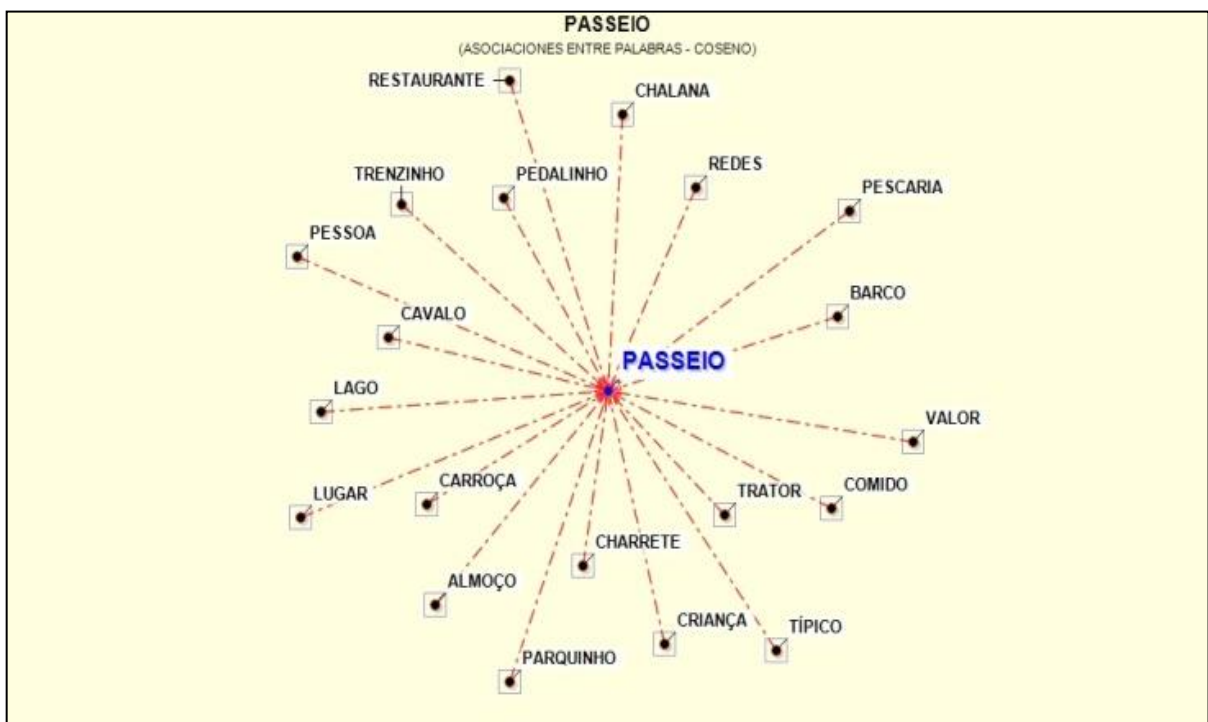 PASSEIO
(ASOCIACIONES ENTRE PALABRAS - COSENO)
RESTAURANTE
CHALANA
TRENZINHO
PEDALINHO
REDES
PESCARIA
PESSOA
CAVALO
BARCO
PASSEIO
LAGO
VALOR
LUGAR
CARROÇA
TRATOR
COMIDO
CHARRETE
ALMOÇO
CRIANÇA
TÍPICO
PARQUINHO